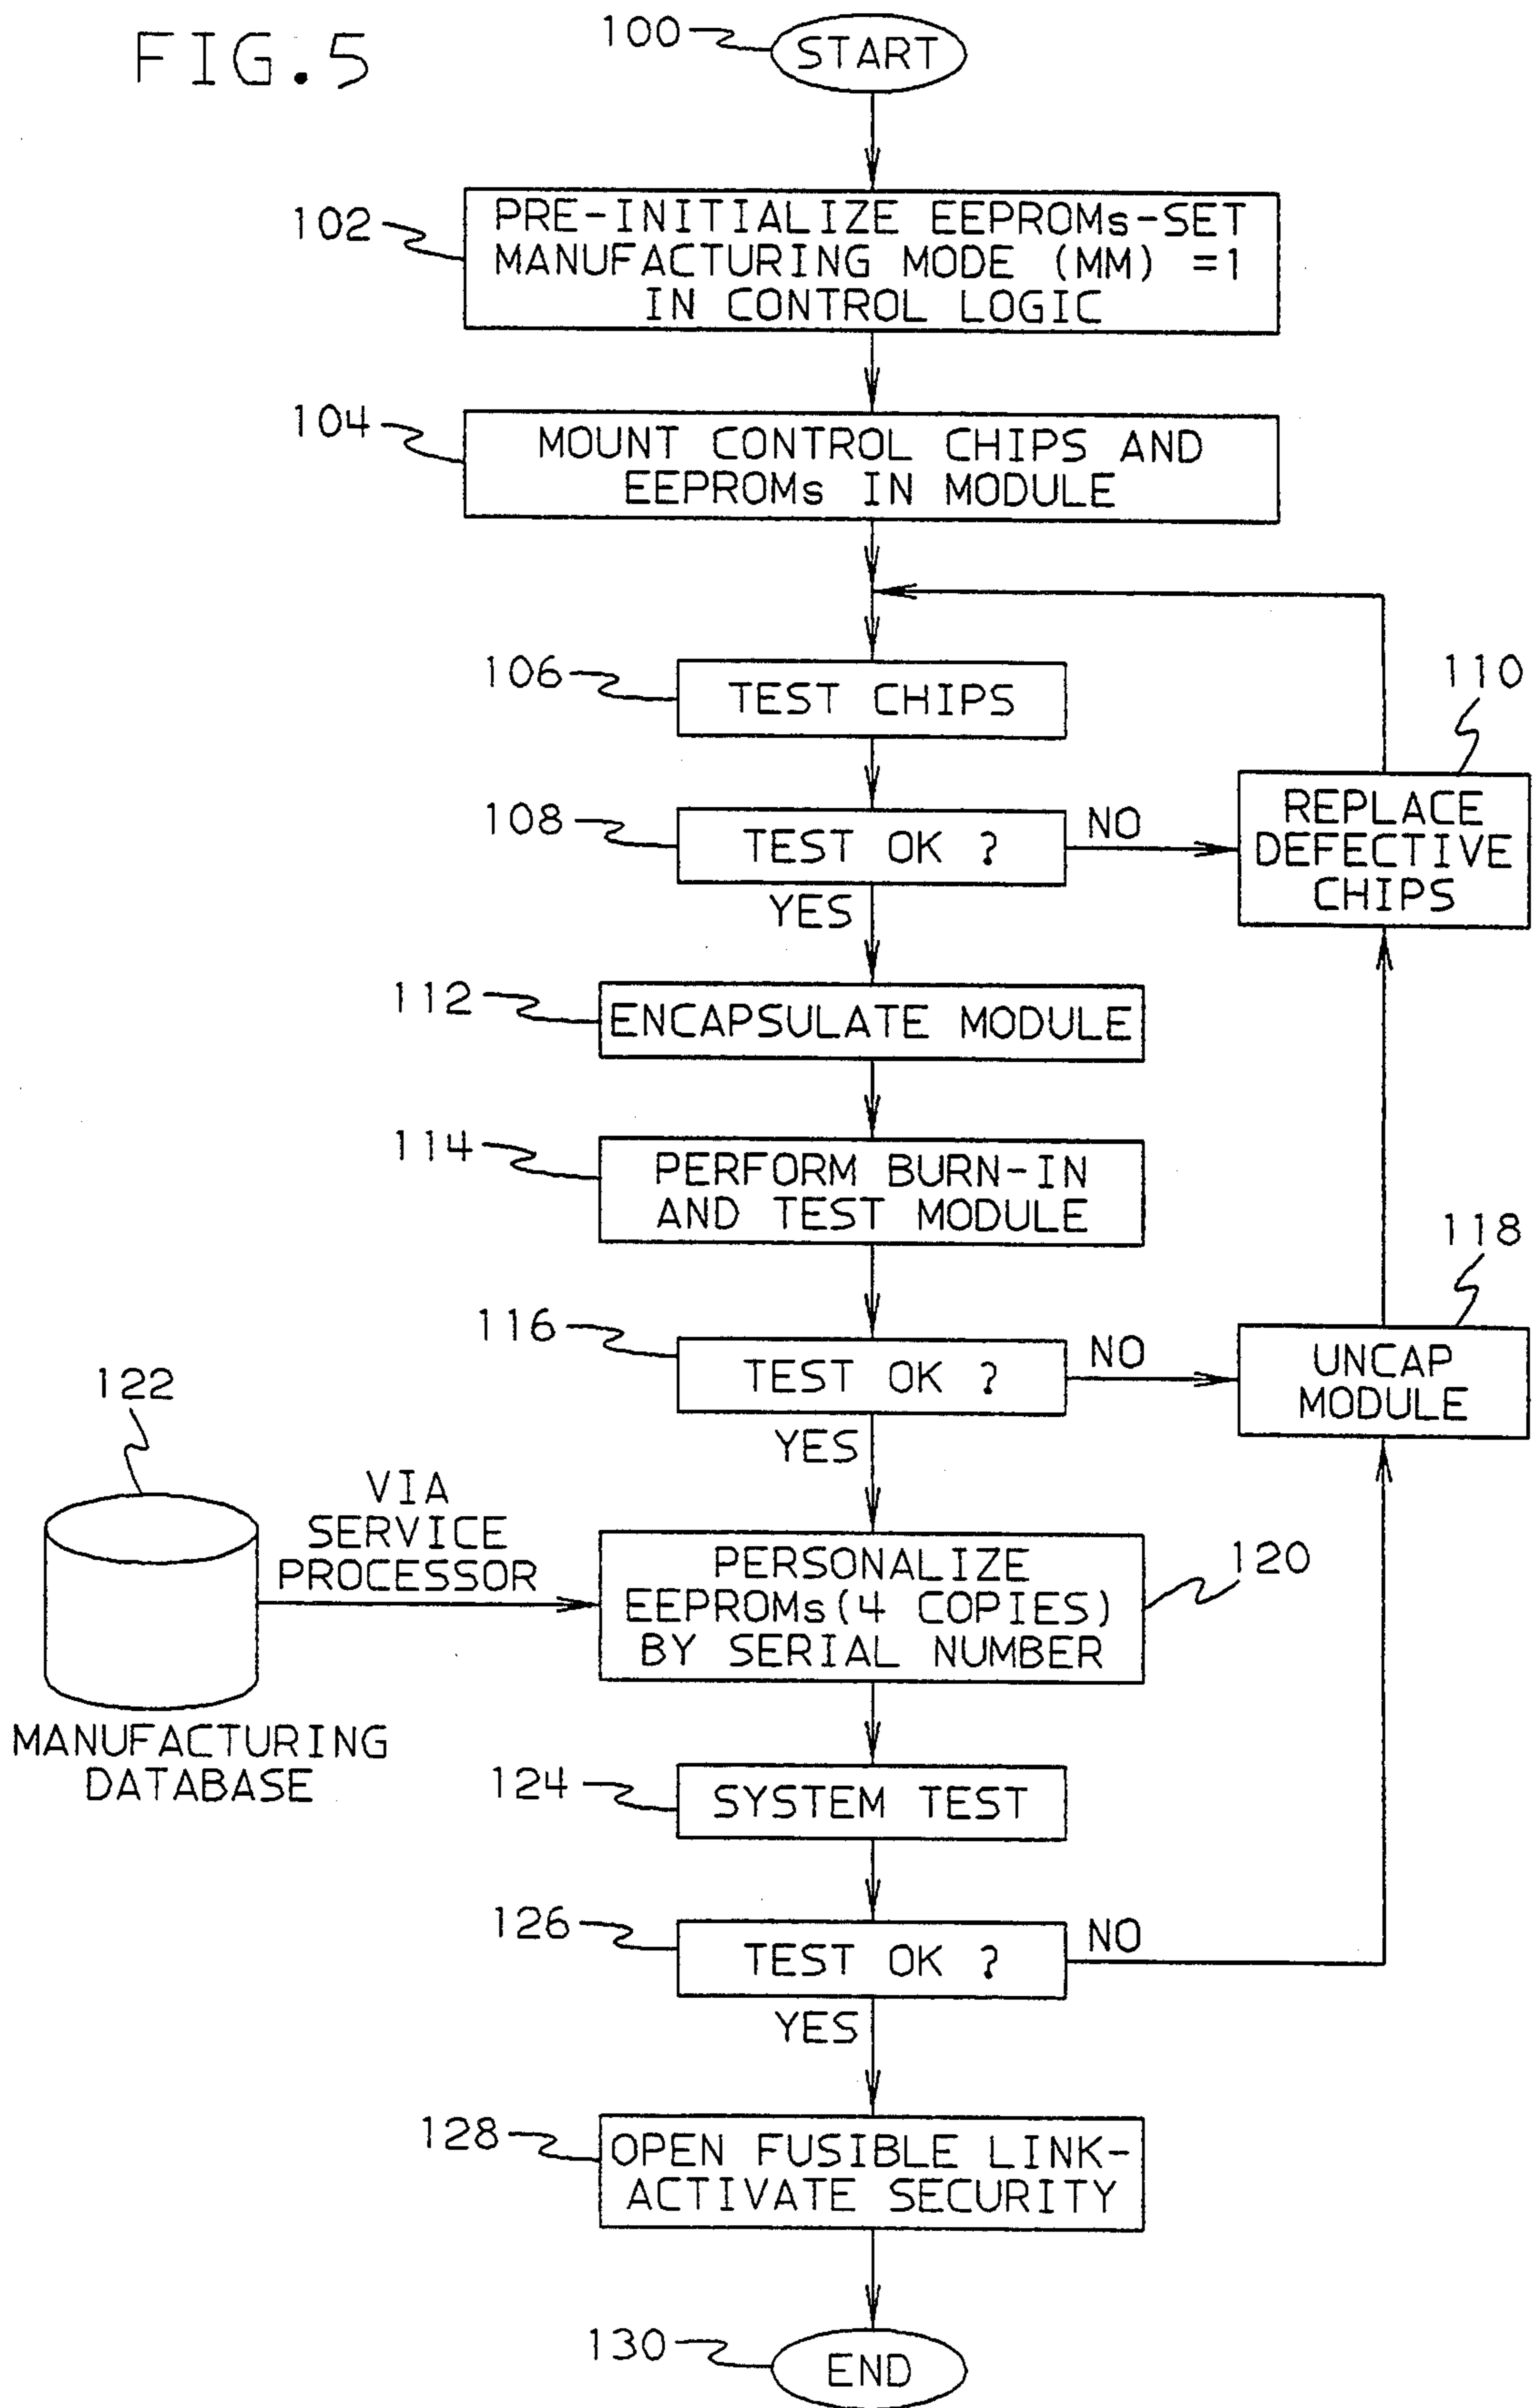 FIG.5
100
START
102
PRE-INITIALIZE EEPROMs-SET
MANUFACTURING MODE (MM) =1
IN CONTROL LOGIC
104
MOUNT CONTROL CHIPS AND
EEPROMs IN MODULE
106
TEST CHIPS
110
REPLACE
DEFECTIVE
CHIPS
108
TEST OK ?
NO
YES
112
ENCAPSULATE MODULE
114
PERFORM BURN-IN
AND TEST MODULE
118
UNCAP
MODULE
116
TEST OK ?
NO
YES
122
VIA
SERVICE
PROCESSOR
MANUFACTURING
DATABASE
PERSONALIZE
EEPROMs(4 COPIES)
BY SERIAL NUMBER
120
124
SYSTEM TEST
126
TEST OK ?
NO
YES
128
OPEN FUSIBLE LINK-
ACTIVATE SECURITY
130
END